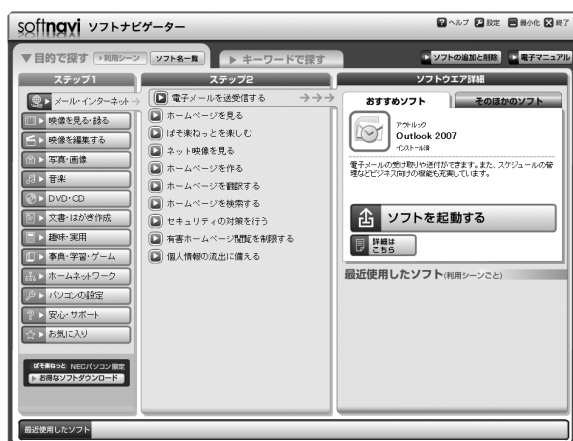 softnavi ソフトナビゲーター
ヘルプ 設定 最小化 終了
▼目的で探す ▶利用シーン ソフト名一覧 ▶ キーワードで探す
▶ ソフトの追加と削除 ▶ 電子マニュアル
ステップ1
メール・インターネット
映像を見る・録る
映像を編集する
写真・画像
音楽
DVD・CD
文書・はがき作成
趣味・実用
事典・学習・ゲーム
ホームネットワーク
パソコンの設定
安心・サポート
お気に入り
ぱそ楽ねっと NECパソコン限定
▶ お得なソフトダウンロード
ステップ2
電子メールを送受信する
ホームページを見る
ぱそ楽ねっとを楽しむ
ネット映像を見る
ホームページを作る
ホームページを翻訳する
ホームページを検索する
セキュリティの対策を行う
有害ホームページ閲覧を制限する
個人情報の流出に備える
ソフトウエア詳細
おすすめソフト そのほかのソフト
アウトルック
Outlook 2007
インストール済
電子メールの受け取りや送付ができます。また、スケジュールの管
理などビジネス向けの機能も充実しています。
ソフトを起動する
詳細は
こちら
最近使用したソフト(利用シーンごと)
最近使用したソフト